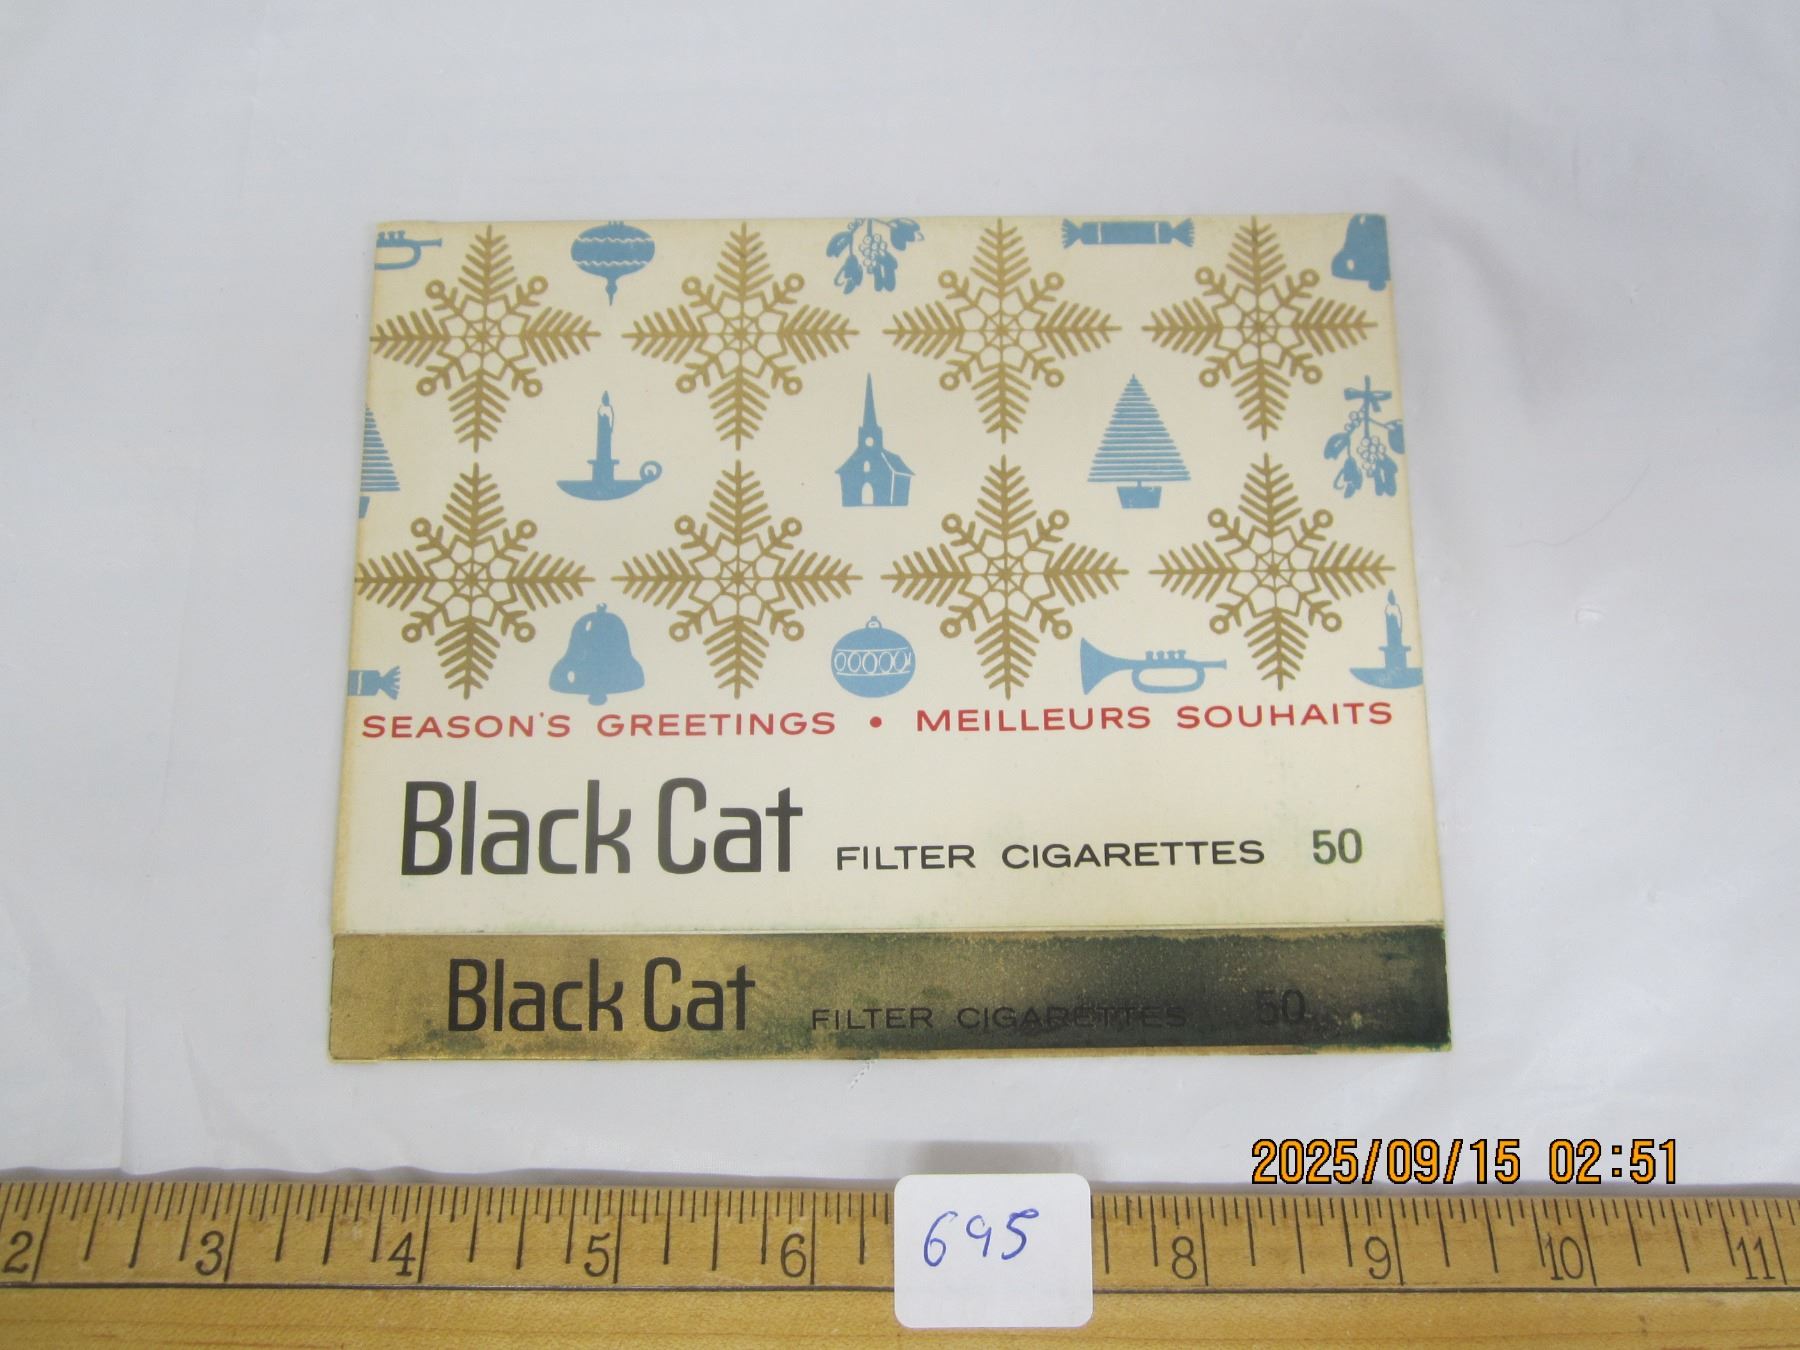 SEASON'S GREETINGS • MEILLEURS SOUHAITS
Black Cat FILTER CIGARETTES 50
Black Cat FILTER CIGARETTES 50
2025/09/15 02:51
695
2 3 4 5 6 8 9 10 11